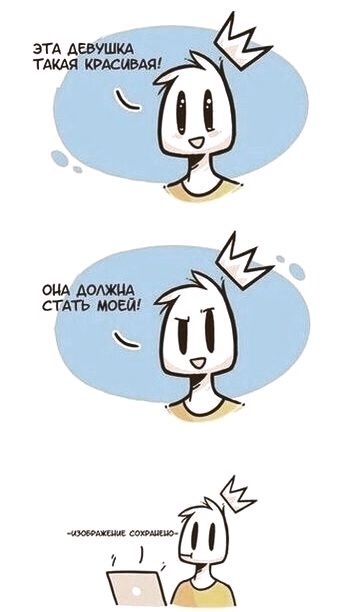 ЭТА ДЕВУШКА
ТАКАЯ КРАСИВАЯ!
ОНА ДОЛЖНА
СТАТЬ МОЕЙ!
-ИЗОБРАЖЕНИЕ СОХРАНЕНО-